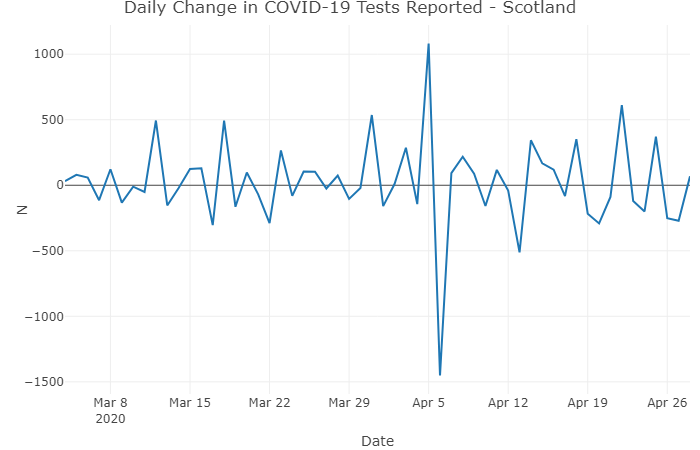 Daily Change in COVID-19 Tests Reported - Scotland
1000
500
0
−500
−1000
−1500
N
Mar 8 Mar 15 Mar 22 Mar 29 Apr 5 Apr 12 Apr 19 Apr 26
2020
Date